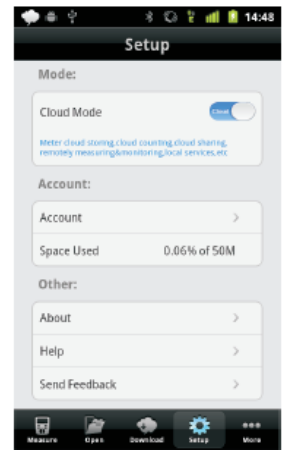 14:48
Setup
Mode:
Cloud Mode
Cloud
Meter cloud storing,cloud counting,cloud sharing,
remotely measuring&monitoring,local services,etc
Account:
Account
Space Used 0.06% of 50M
Other:
About
Help
Send Feedback
Measure Open Download Setup More